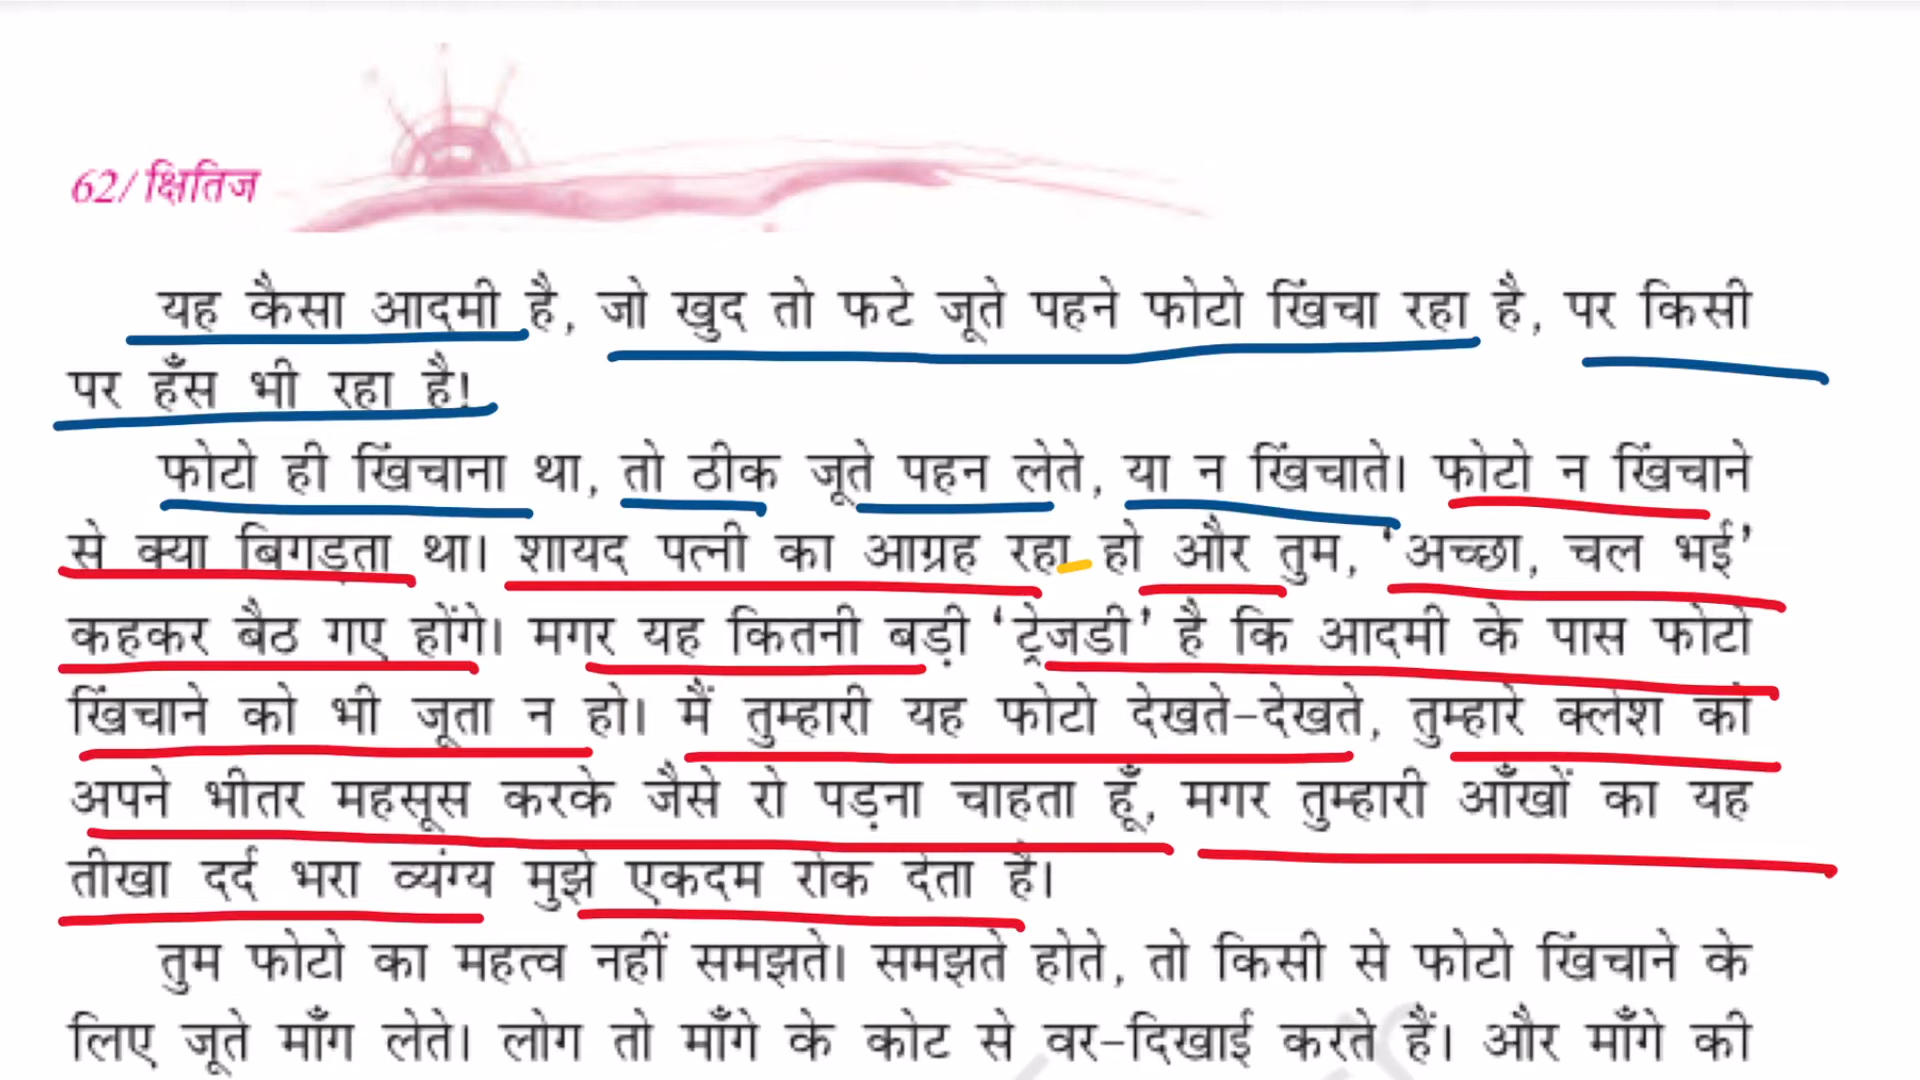 62/ क्षितिज
यह कैसा आदमी है, जो खुद तो फटे जूते पहने फोटो खिंचा रहा है, पर किसी
पर हँस भी रहा है!
फोटो ही खिंचाना था, तो ठीक जूते पहन लेते, या न खिंचाते। फोटो न खिंचाने
से क्या बिगड़ता था। शायद पत्नी का आग्रह रहा हो और तुम, ‘अच्छा, चल भई’
कहकर बैठ गए होंगे। मगर यह कितनी बड़ी ‘ट्रेजडी’ है कि आदमी के पास फोटो
खिंचाने को भी जूता न हो। मैं तुम्हारी यह फोटो देखते-देखते, तुम्हारे क्लेश को
अपने भीतर महसूस करके जैसे रो पड़ना चाहता हूँ, मगर तुम्हारी आँखों का यह
तीखा दर्द भरा व्यंग्य मुझे एकदम रोक देता है।
तुम फोटो का महत्व नहीं समझते। समझते होते, तो किसी से फोटो खिंचाने के
लिए जूते माँग लेते। लोग तो माँगे के कोट से वर-दिखाई करते हैं। और माँगे की